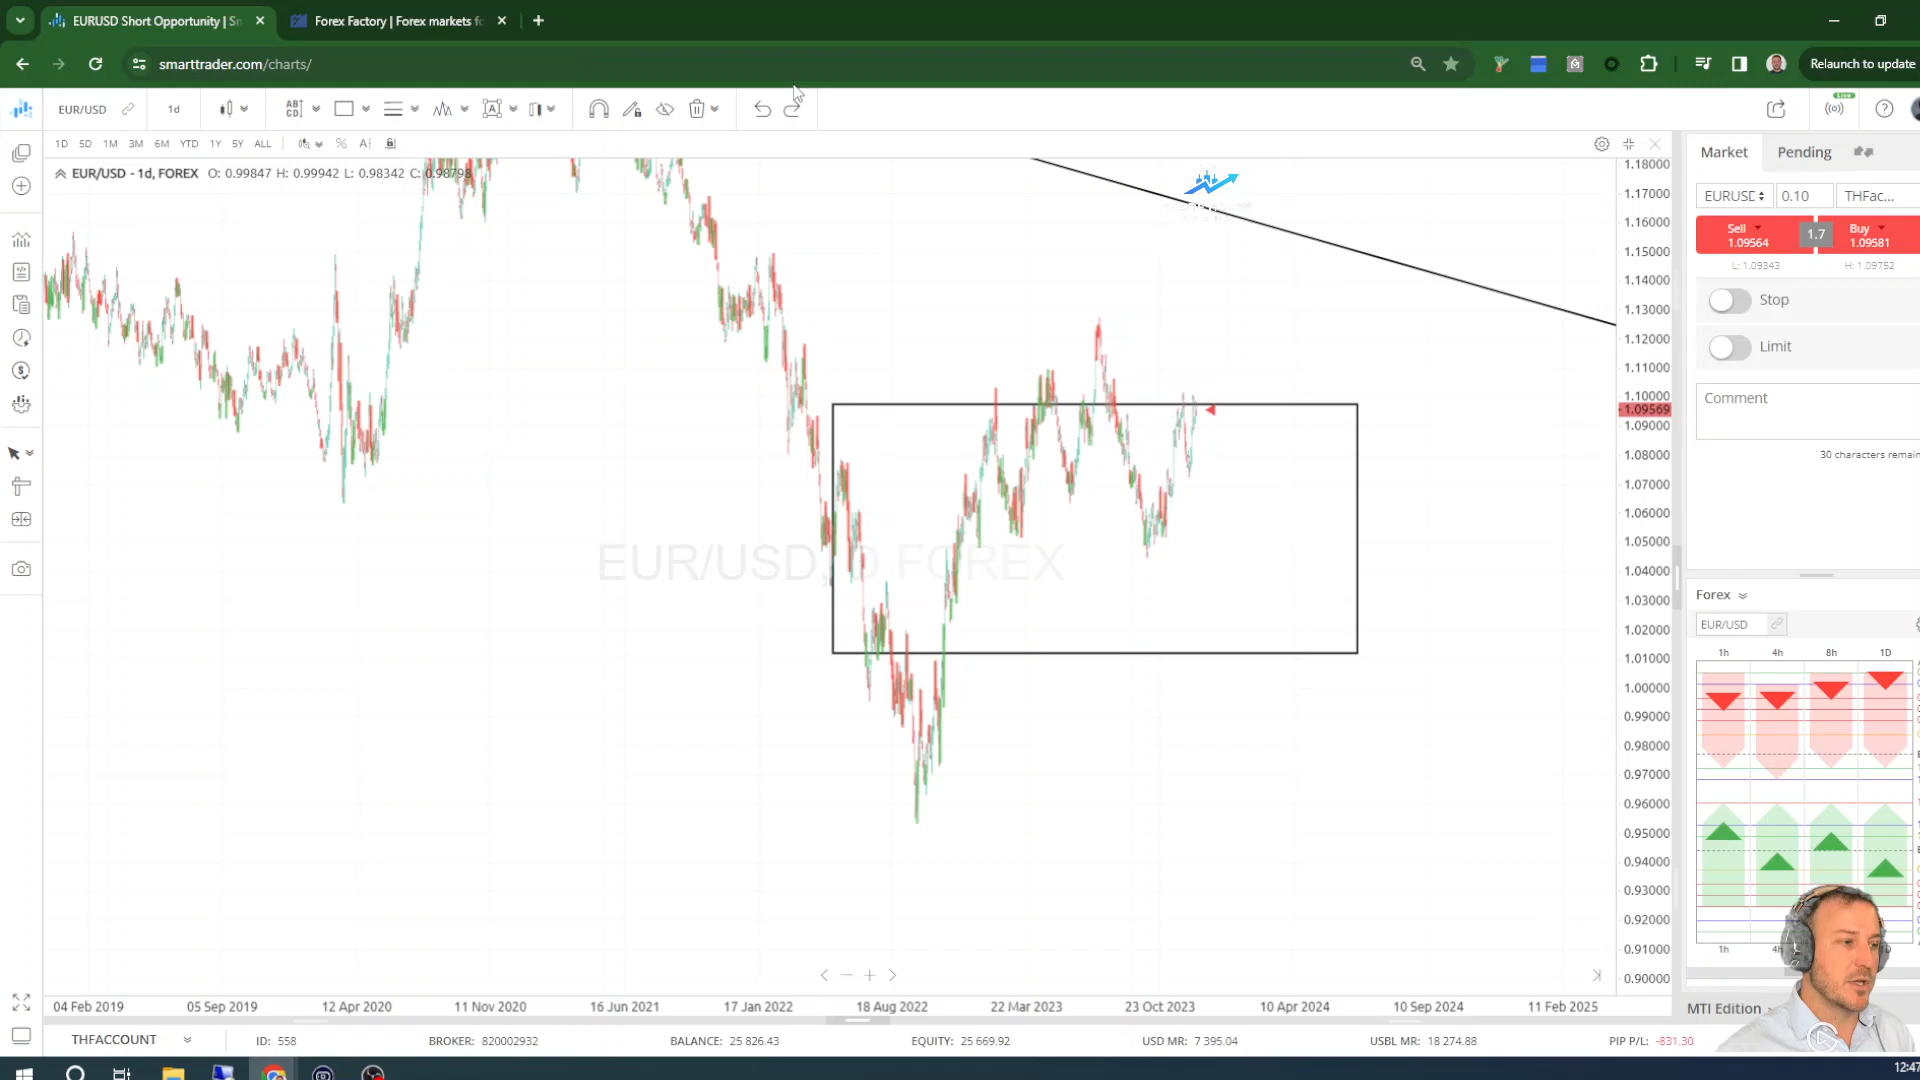 EURUSD Short Opportunity | Sm
Forex Factory | Forex markets fo
smarttrader.com/charts/
Relaunch to update
EUR/USD
1d
AB
CD
Live
1D 5D 1M 3M 6M YTD 1Y 5Y ALL
EUR/USD - 1d, FOREX O: 0.99847 H: 0.99942 L: 0.98342 C: 0.98798
EUR/USD, D FOREX
1.18000
1.17000
1.16000
1.15000
1.14000
1.13000
1.12000
1.11000
1.10000
1.09569
1.09000
1.08000
1.07000
1.06000
1.05000
1.04000
1.03000
1.02000
1.01000
1.00000
0.99000
0.98000
0.97000
0.96000
0.95000
0.94000
0.93000
0.92000
0.91000
0.90000
04 Feb 2019 05 Sep 2019 12 Apr 2020 11 Nov 2020 16 Jun 2021 17 Jan 2022 18 Aug 2022 22 Mar 2023 23 Oct 2023 10 Apr 2024 10 Sep 2024 11 Feb 2025
Market Pending
EURUSD 0.10 THFac...
Sell 1.7 Buy
1.09564 1.09581
L: 1.09343 H: 1.09752
Stop
Limit
Comment
30 characters remain
Forex
EUR/USD
1h 4h 8h 1D
1h
MTI Edition
THFACCOUNT ID: 558 BROKER: 820002932 BALANCE: 25 826.43 EQUITY: 25 669.92 USD MR: 7 395.04 USBL MR: 18 274.88 PIP P/L: -831.30
12:47